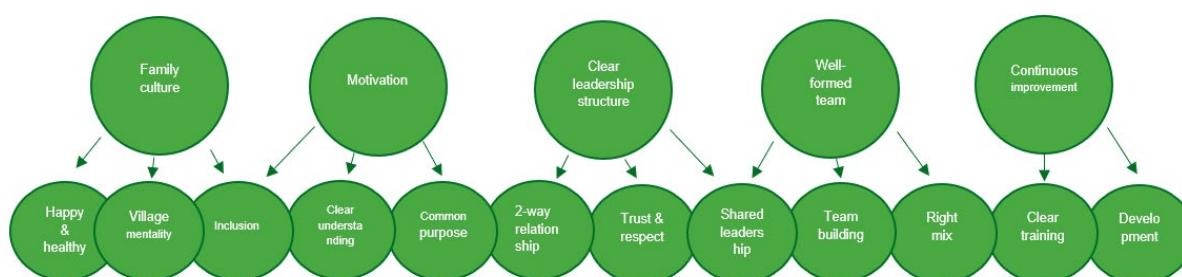 Family
culture
Motivation
Clear
leadership
structure
Well-
formed
team
Continuous
improvement
Happy
&
healthy
Village
mentality
Inclusion
Clear
understa
nding
Common
purpose
2-way
relation
ship
Trust &
respect
Shared
leaders
hip
Team
building
Right
mix
Clear
training
Develo
pment